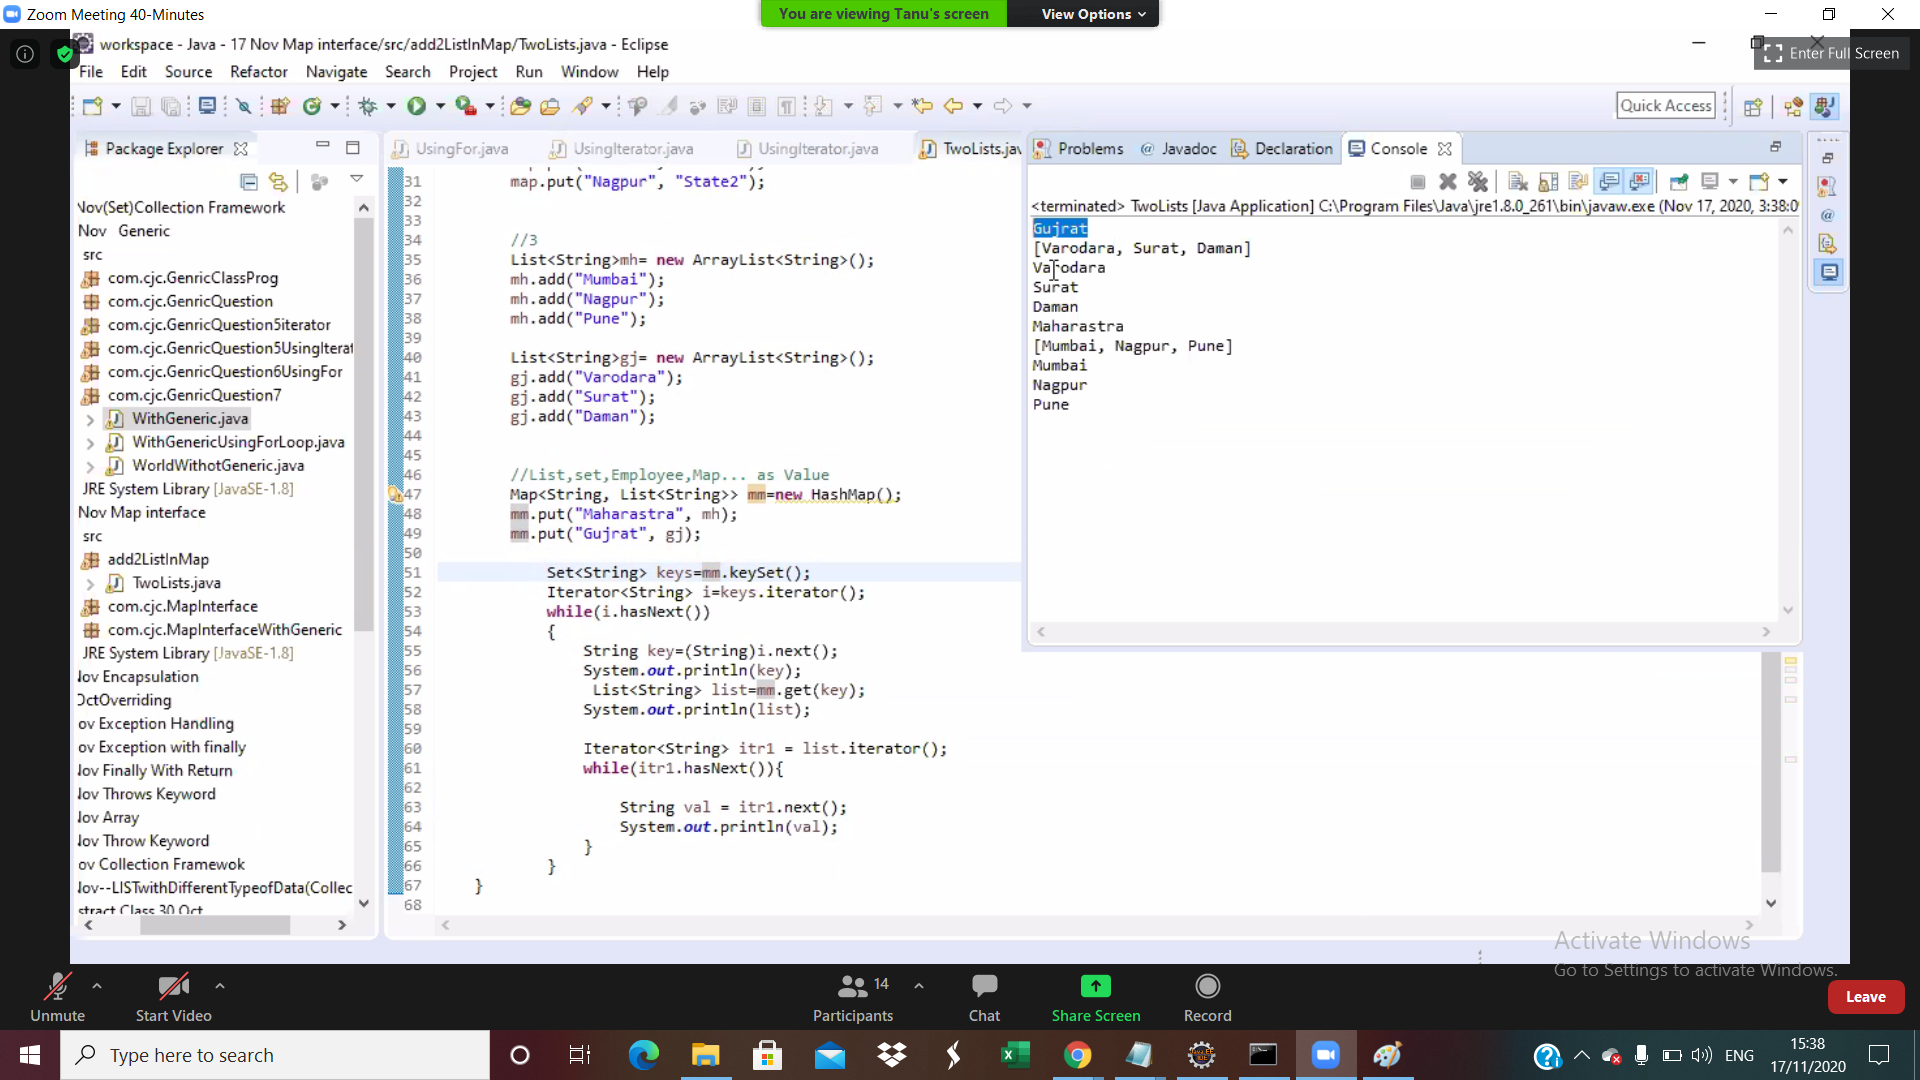 Zoom Meeting 40-Minutes
You are viewing Tanu's screen
View Options
workspace - Java - 17 Nov Map interface/src/add2ListInMap/TwoLists.java - Eclipse
Enter Full Screen
File Edit Source Refactor Navigate Search Project Run Window Help
Quick Access
Package Explorer
Nov(Set)Collection Framework
Nov Generic
src
com.cjc.GenricClassProg
com.cjc.GenricQuestion
com.cjc.GenricQuestion5iterator
com.cjc.GenricQuestion5UsingIterat
com.cjc.GenricQuestion6UsingFor
com.cjc.GenricQuestion7
WithGeneric.java
WithGenericUsingForLoop.java
WorldWithotGeneric.java
JRE System Library [JavaSE-1.8]
Nov Map interface
src
add2ListInMap
TwoLists.java
com.cjc.MapInterface
com.cjc.MapInterfaceWithGeneric
JRE System Library [JavaSE-1.8]
Nov Encapsulation
OctOverriding
ov Exception Handling
ov Exception with finally
Nov Finally With Return
Nov Throws Keyword
Nov Array
Nov Throw Keyword
ov Collection Framewok
Nov--LISTwithDifferentTypeofData(Collec
stract Class 30 Oct
UsingFor.java
UsingIterator.java
UsingIterator.java
TwoLists.jav
31 map.put("Nagpur", "State2");
32
33
34 //3
35 List<String>mh= new ArrayList<String>();
36 mh.add("Mumbai");
37 mh.add("Nagpur");
38 mh.add("Pune");
39
40 List<String>gj= new ArrayList<String>();
41 gj.add("Varodara");
42 gj.add("Surat");
43 gj.add("Daman");
44
45
46 //List,set,Employee,Map... as Value
47 Map<String, List<String>> mm=new HashMap();
48 mm.put("Maharastra", mh);
49 mm.put("Gujrat", gj);
50
51 Set<String> keys=mm.keySet();
52 Iterator<String> i=keys.iterator();
53 while(i.hasNext())
54 {
55 String key=(String)i.next();
56 System.out.println(key);
57 List<String> list=mm.get(key);
58 System.out.println(list);
59
60 Iterator<String> itr1 = list.iterator();
61 while(itr1.hasNext()){
62
63 String val = itr1.next();
64 System.out.println(val);
65 }
66 }
67 }
68
Problems
@ Javadoc
Declaration
Console
<terminated> TwoLists [Java Application] C:\Program Files\Java\jre1.8.0_261\bin\javaw.exe (Nov 17, 2020, 3:38:0
Gujrat
[Varodara, Surat, Daman]
Varodara
Surat
Daman
Maharastra
[Mumbai, Nagpur, Pune]
Mumbai
Nagpur
Pune
Activate Windows
Go to Settings to activate Windows.
Unmute
Start Video
14
Participants
Chat
Share Screen
Record
Leave
Type here to search
ENG
15:38
17/11/2020